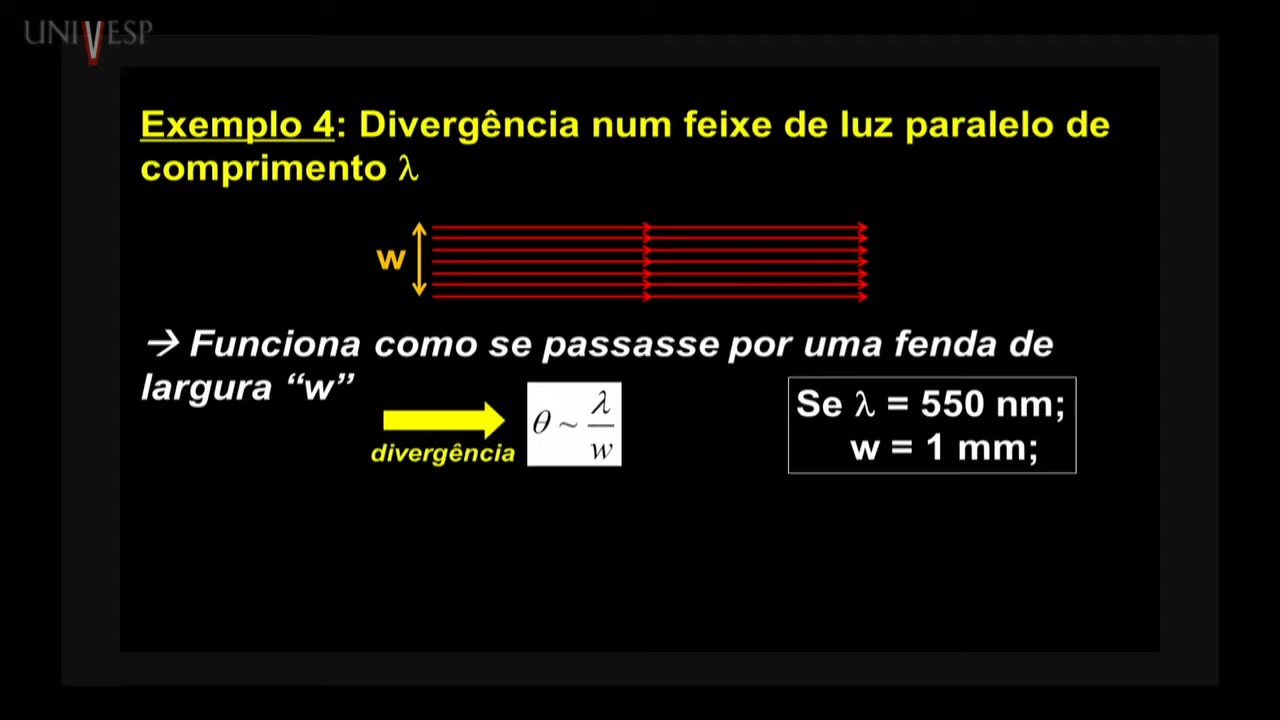 UNIVESP
Exemplo 4: Divergência num feixe de luz paralelo de
comprimento λ
w
→ Funciona como se passasse por uma fenda de
largura “w”
divergência
θ ~ λ/w
Se λ = 550 nm;
w = 1 mm;